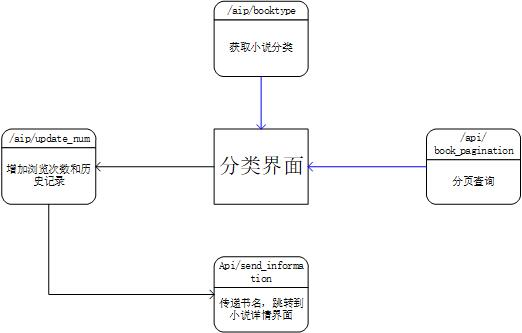 /aip/booktype
获取小说分类
/aip/update_num
增加浏览次数和历
史记录
分类界面
/api/
book_pagination
分页查询
Api/send_informa
tion
传递书名，跳转到
小说详情界面